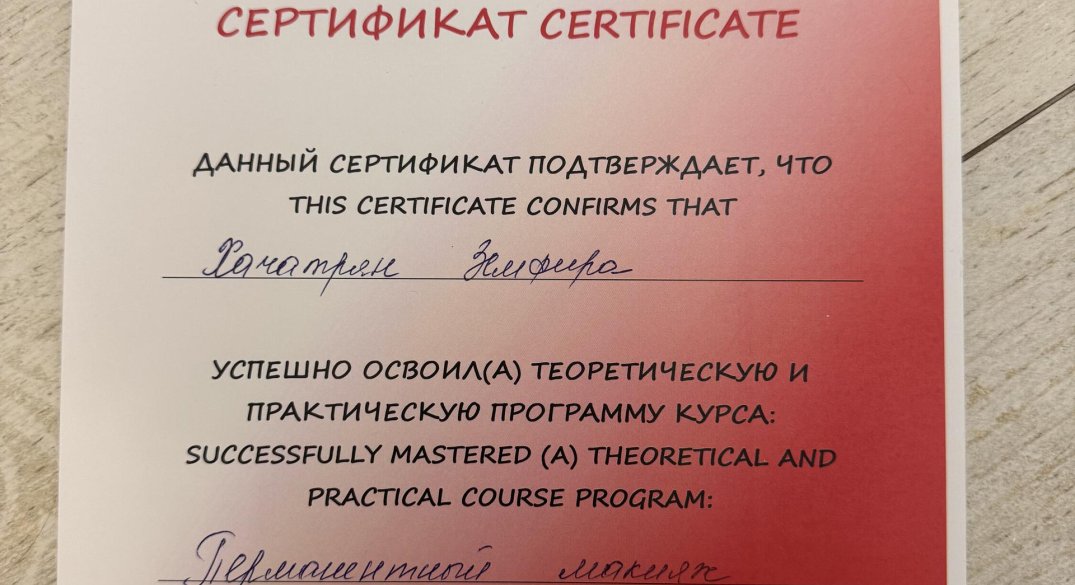 СЕРТИФИКАТ CERTIFICATE
ДАННЫЙ СЕРТИФИКАТ ПОДТВЕРЖДАЕТ, ЧТО
THIS CERTIFICATE CONFIRMS THAT
Хачатрян Земфира
УСПЕШНО ОСВОИЛ(А) ТЕОРЕТИЧЕСКУЮ И
ПРАКТИЧЕСКУЮ ПРОГРАММУ КУРСА:
SUCCESSFULLY MASTERED (A) THEORETICAL AND
PRACTICAL COURSE PROGRAM:
Перманентный макияж